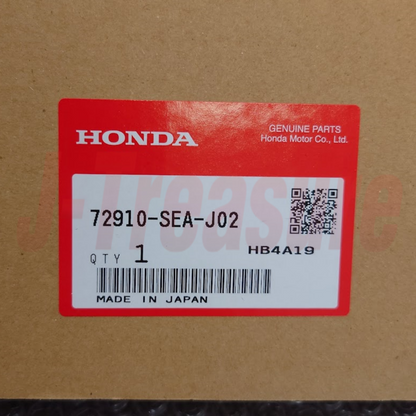 HONDA
GENUINE PARTS
Honda Motor Co., Ltd.
72910-SEA-J02
QTY 1
HB4A19
MADE IN JAPAN